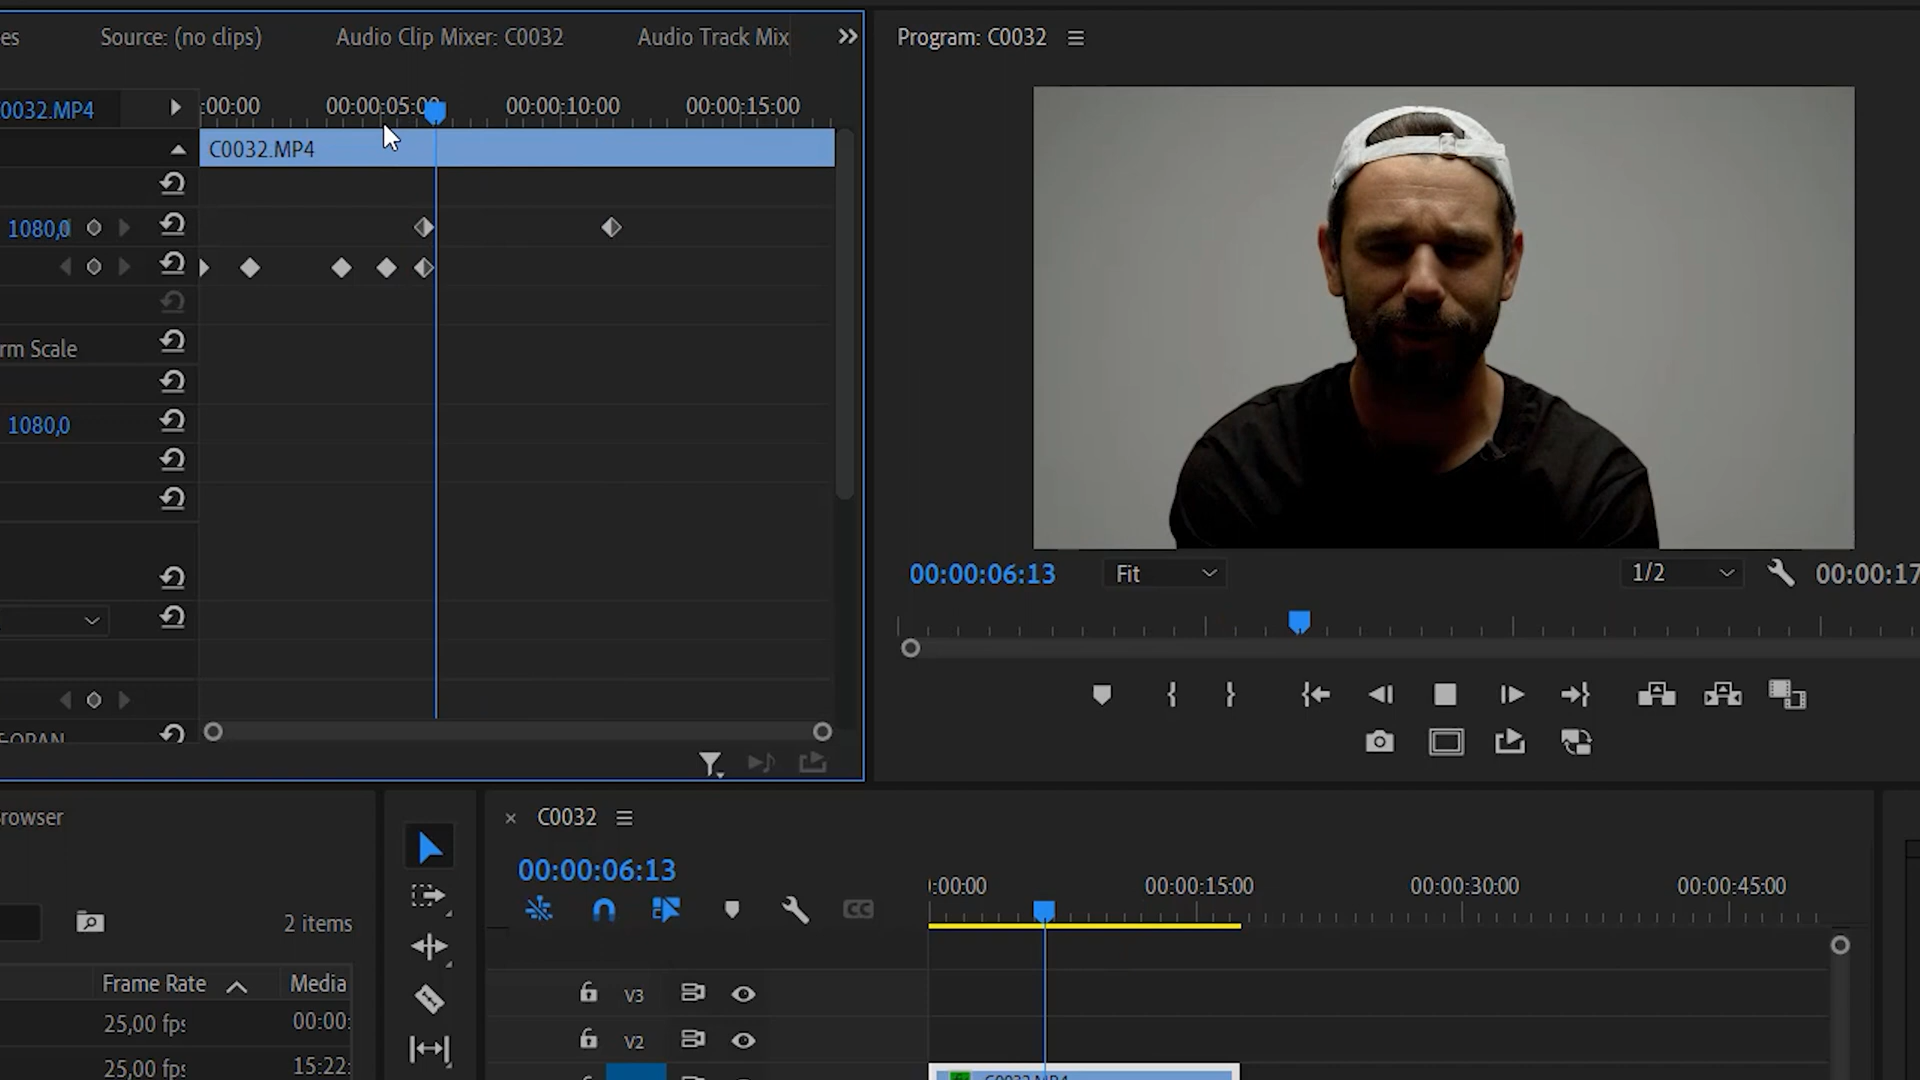 es
Source: (no clips)
Audio Clip Mixer: C0032
Audio Track Mix
Program: C0032
0032.MP4
:00:00
00:00:05:00
00:00:10:00
00:00:15:00
C0032.MP4
1080,0
rm Scale
1080,0
00:00:06:13
Fit
1/2
00:00:17
rowser
C0032
00:00:06:13
:00:00
00:00:15:00
00:00:30:00
00:00:45:00
2 items
Frame Rate
Media
25,00 fps
00:00:
25,00 fps
15:22:
CC
V3
V2
C0032.MP4